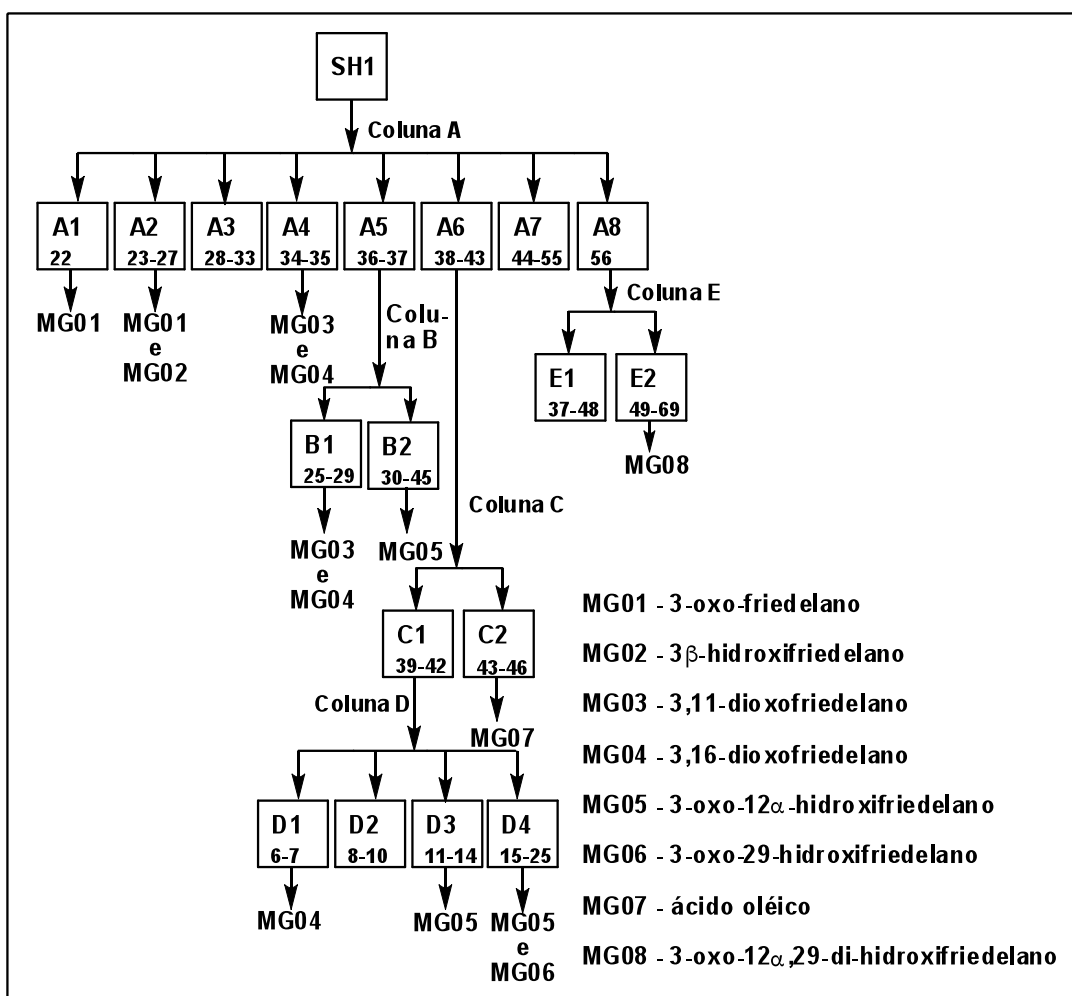 SH1
Coluna A
A1
22
A2
23-27
A3
28-33
A4
34-35
A5
36-37
A6
38-43
A7
44-55
A8
56
MG01
MG01
e
MG02
MG03
e
MG04
Colu-
na B
Coluna E
E1
37-48
E2
49-69
MG08
B1
25-29
B2
30-45
MG03
e
MG04
MG05
Coluna C
C1
39-42
C2
43-46
MG07
Coluna D
D1
6-7
D2
8-10
D3
11-14
D4
15-25
MG04
MG05
MG05
e
MG06
MG01 - 3-oxo-friedelano
MG02 - 3β-hidroxifriedelano
MG03 - 3,11-dioxofriedelano
MG04 - 3,16-dioxofriedelano
MG05 - 3-oxo-12α-hidroxifriedelano
MG06 - 3-oxo-29-hidroxifriedelano
MG07 - ácido oléico
MG08 - 3-oxo-12α,29-di-hidroxifriedelano